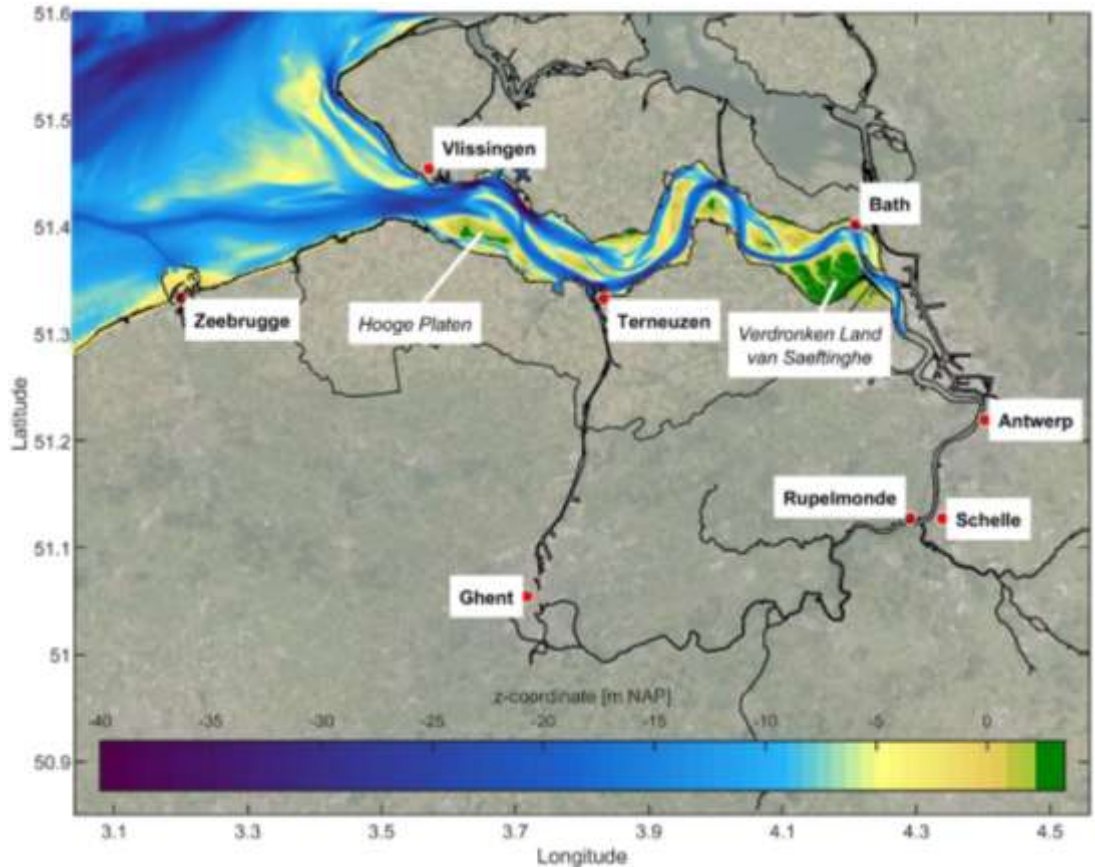 51.6
51.5
51.4
51.3
51.2
51.1
51
50.9
Latitude
Vlissingen
Bath
Zeebrugge
Hooge Platen
Terneuzen
Verdronken Land
van Saeftinghe
Antwerp
Rupelmonde
Schelle
Ghent
z-coordinate [m NAP]
-40 -35 -30 -25 -20 -15 -10 -5 0
3.1 3.3 3.5 3.7 3.9 4.1 4.3 4.5
Longitude